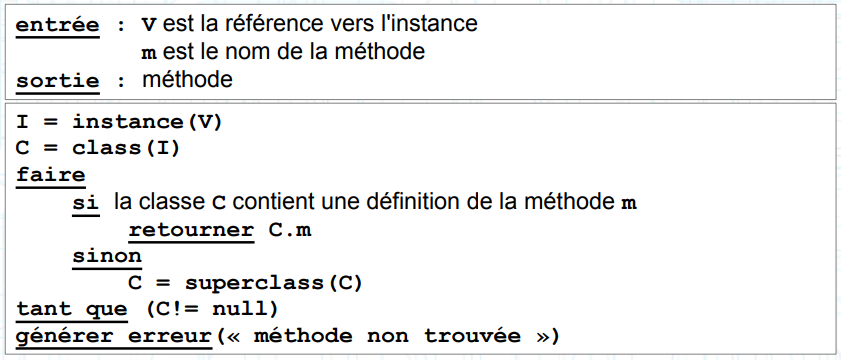 entrée : V est la référence vers l'instance
m est le nom de la méthode
sortie : méthode
I = instance(V)
C = class(I)
faire
si la classe C contient une définition de la méthode m
retourner C.m
sinon
C = superclass(C)
tant que (C!= null)
générer erreur(« méthode non trouvée »)